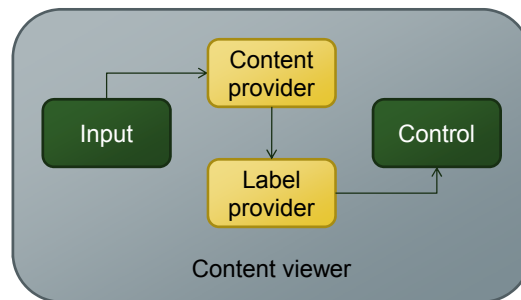 Content
provider
Input
Control
Label
provider
Content viewer